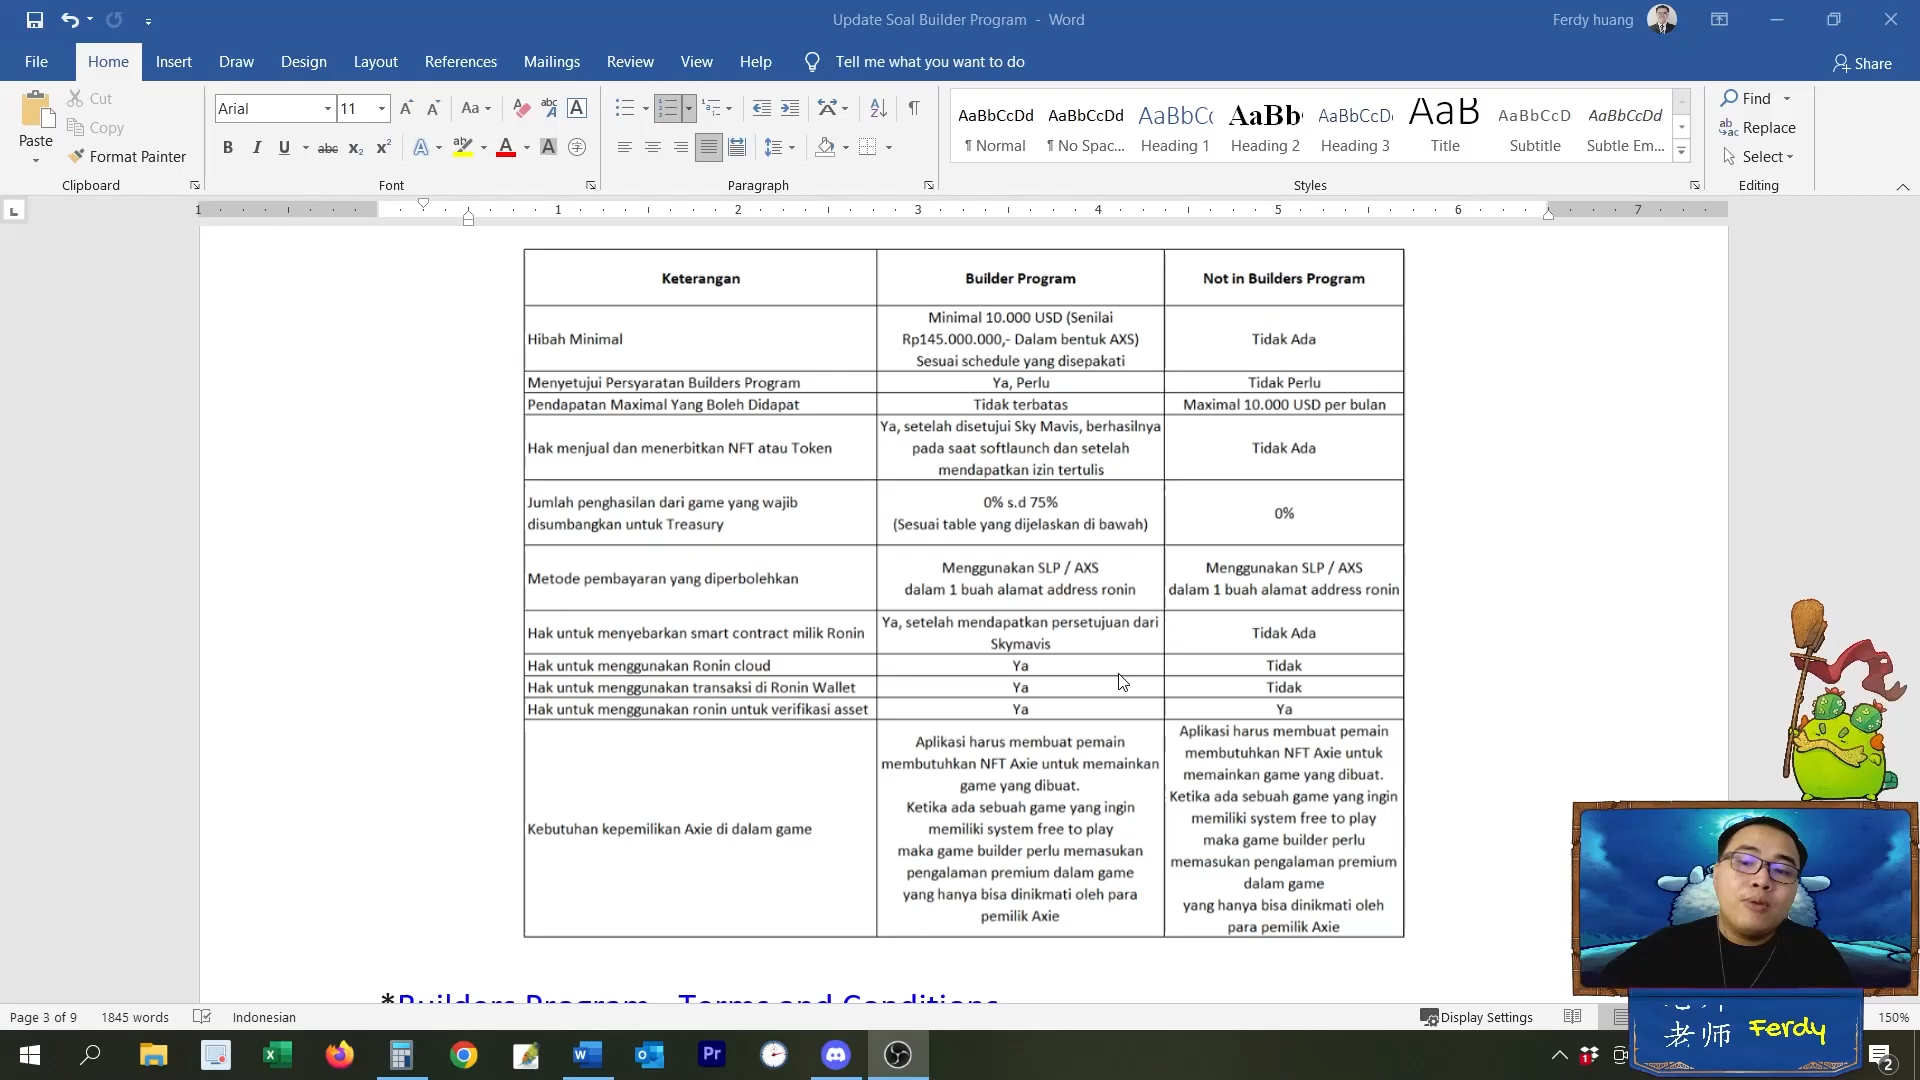 Update Soal Builder Program - Word
Ferdy huang
File Home Insert Draw Design Layout References Mailings Review View Help Tell me what you want to do
Share
Paste
Cut
Copy
Format Painter
Clipboard
Arial 11
Font
Paragraph
AaBbCcDd AaBbCcDd AaBbCc AaBb AaBbCcD AaB AaBbCcD AaBbCcDd
¶ Normal ¶ No Spac... Heading 1 Heading 2 Heading 3 Title Subtitle Subtle Em...
Styles
Find
Replace
Select
Editing
1 1 2 3 4 5 6 7
Keterangan
Builder Program
Not in Builders Program
Hibah Minimal
Minimal 10.000 USD (Senilai
Rp145.000.000,- Dalam bentuk AXS)
Sesuai schedule yang disepakati
Tidak Ada
Menyetujui Persyaratan Builders Program
Ya, Perlu
Tidak Perlu
Pendapatan Maximal Yang Boleh Didapat
Tidak terbatas
Maximal 10.000 USD per bulan
Hak menjual dan menerbitkan NFT atau Token
Ya, setelah disetujui Sky Mavis, berhasilnya
pada saat softlaunch dan setelah
mendapatkan izin tertulis
Tidak Ada
Jumlah penghasilan dari game yang wajib
disumbangkan untuk Treasury
0% s.d 75%
(Sesuai table yang dijelaskan di bawah)
0%
Metode pembayaran yang diperbolehkan
Menggunakan SLP / AXS
dalam 1 buah alamat address ronin
Menggunakan SLP / AXS
dalam 1 buah alamat address ronin
Hak untuk menyebarkan smart contract milik Ronin
Ya, setelah mendapatkan persetujuan dari
Skymavis
Tidak Ada
Hak untuk menggunakan Ronin cloud
Ya
Tidak
Hak untuk menggunakan transaksi di Ronin Wallet
Ya
Tidak
Hak untuk menggunakan ronin untuk verifikasi asset
Ya
Ya
Kebutuhan kepemilikan Axie di dalam game
Aplikasi harus membuat pemain
membutuhkan NFT Axie untuk memainkan
game yang dibuat.
Ketika ada sebuah game yang ingin
memiliki system free to play
maka game builder perlu memasukan
pengalaman premium dalam game
yang hanya bisa dinikmati oleh para
pemilik Axie
Aplikasi harus membuat pemain
membutuhkan NFT Axie untuk
memainkan game yang dibuat.
Ketika ada sebuah game yang ingin
memiliki system free to play
maka game builder perlu
memasukan pengalaman premium
dalam game
yang hanya bisa dinikmati oleh
para pemilik Axie
*Builders Program - Terms and Conditions
老师 Ferdy
Page 3 of 9 1845 words Indonesian
Display Settings
150%
2